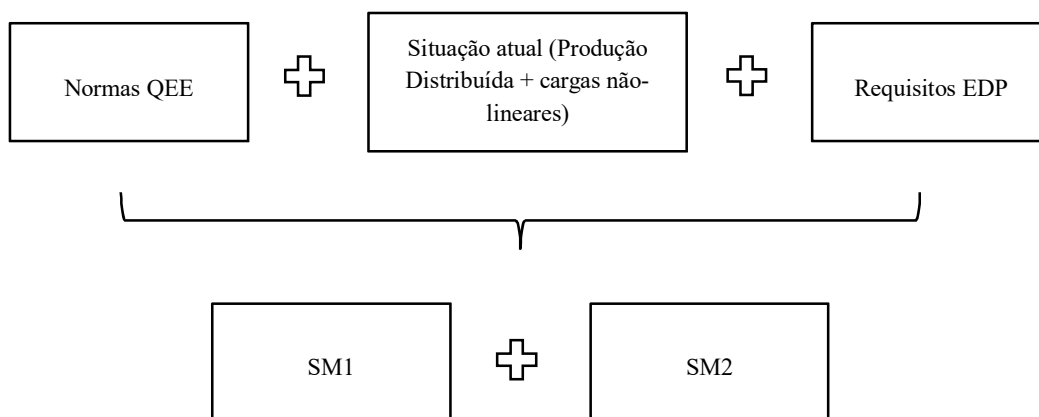 Normas QEE
Situação atual (Produção
Distribuída + cargas não-
lineares)
Requisitos EDP
SM1
SM2